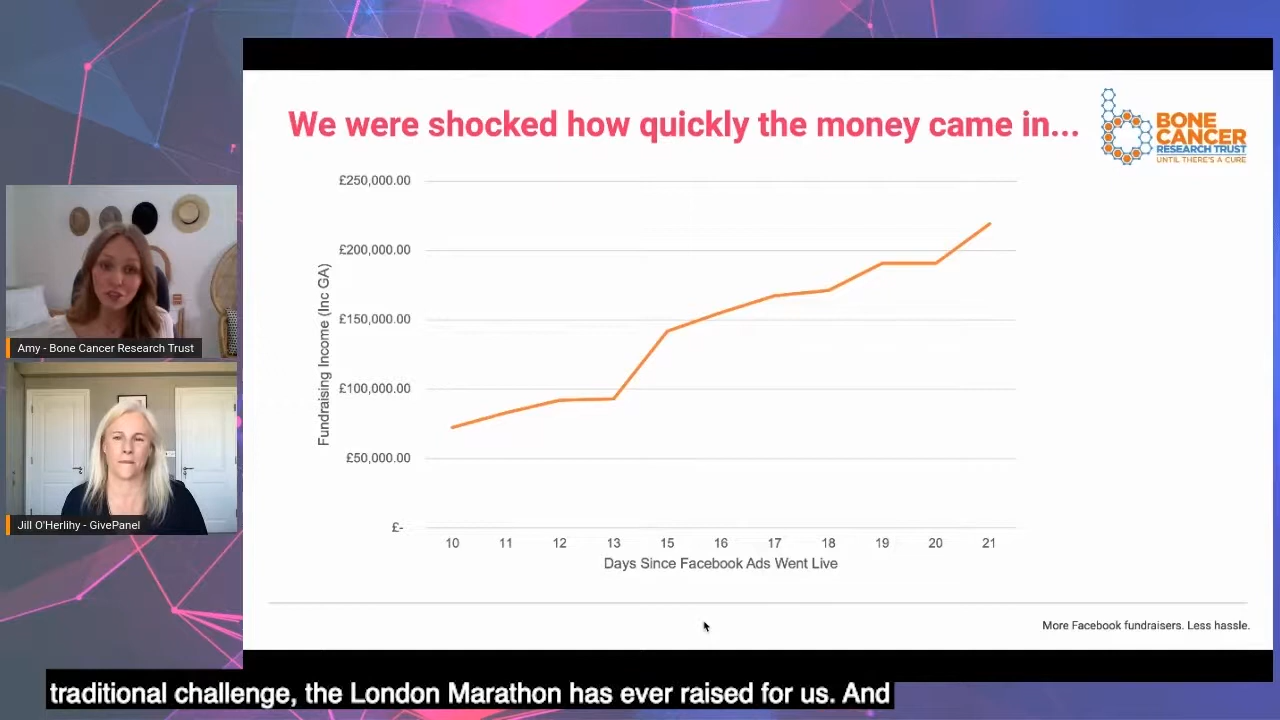 We were shocked how quickly the money came in...
BONE
CANCER
RESEARCH TRUST
UNTIL THERE'S A CURE
£250,000.00
£200,000.00
£150,000.00
£100,000.00
£50,000.00
£-
Fundraising Income (Inc GA)
10 11 12 13 15 16 17 18 19 20 21
Days Since Facebook Ads Went Live
More Facebook fundraisers. Less hassle.
Amy - Bone Cancer Research Trust
Jill O'Herlihy - GivePanel
traditional challenge, the London Marathon has ever raised for us. And